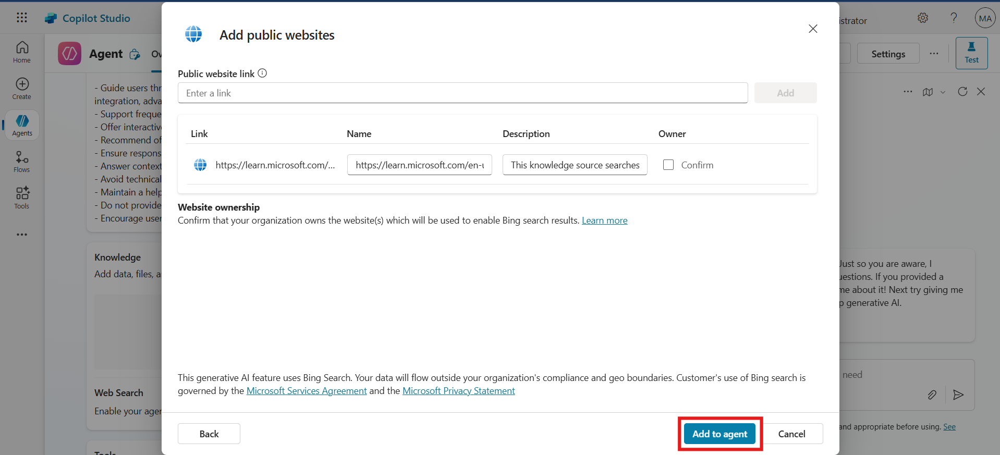 Copilot Studio
istrator
MA
Home
Create
Agents
Flows
Tools
Agent
Ov
Settings
Test
- Guide users thr
integration, adva
- Support freque
- Offer interactive
- Recommend of
- Ensure respons
- Answer context
- Avoid technical
- Maintain a help
- Do not provide
- Encourage user
Knowledge
Add data, files, a
Web Search
Enable your agen
Tools
Add public websites
Public website link
Enter a link
Add
Link Name Description Owner
https://learn.microsoft.com/... https://learn.microsoft.com/en-u This knowledge source searches Confirm
Website ownership
Confirm that your organization owns the website(s) which will be used to enable Bing search results. Learn more
This generative AI feature uses Bing Search. Your data will flow outside your organization's compliance and geo boundaries. Customer's use of Bing search is
governed by the Microsoft Services Agreement and the Microsoft Privacy Statement
Back
Add to agent
Cancel
Just so you are aware, I
uestions. If you provided a
me about it! Next try giving me
p generative AI.
need
and appropriate before using. See